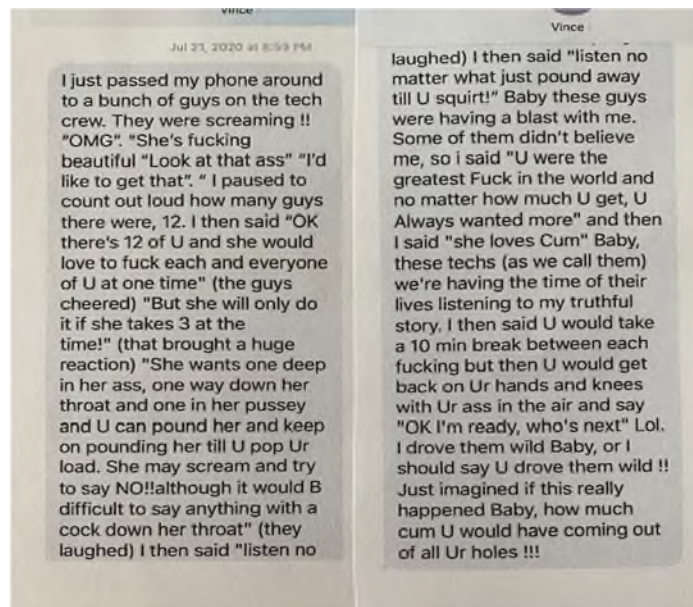 Vince
Jul 21, 2020 at 8:59 PM
I just passed my phone around
to a bunch of guys on the tech
crew. They were screaming !!
"OMG". "She's fucking
beautiful "Look at that ass" "I'd
like to get that". " I paused to
count out loud how many guys
there were, 12. I then said "OK
there's 12 of U and she would
love to fuck each and everyone
of U at one time" (the guys
cheered) "But she will only do
it if she takes 3 at the
time!" (that brought a huge
reaction) "She wants one deep
in her ass, one way down her
throat and one in her pussey
and U can pound her and keep
on pounding her till U pop Ur
load. She may scream and try
to say NO!!although it would B
difficult to say anything with a
cock down her throat" (they
laughed) I then said "listen no
Vince
laughed) I then said "listen no
matter what just pound away
till U squirt!" Baby these guys
were having a blast with me.
Some of them didn't believe
me, so i said "U were the
greatest Fuck in the world and
no matter how much U get, U
Always wanted more" and then
I said "she loves Cum" Baby,
these techs (as we call them)
we're having the time of their
lives listening to my truthful
story. I then said U would take
a 10 min break between each
fucking but then U would get
back on Ur hands and knees
with Ur ass in the air and say
"OK I'm ready, who's next" Lol.
I drove them wild Baby, or I
should say U drove them wild !!
Just imagined if this really
happened Baby, how much
cum U would have coming out
of all Ur holes !!!